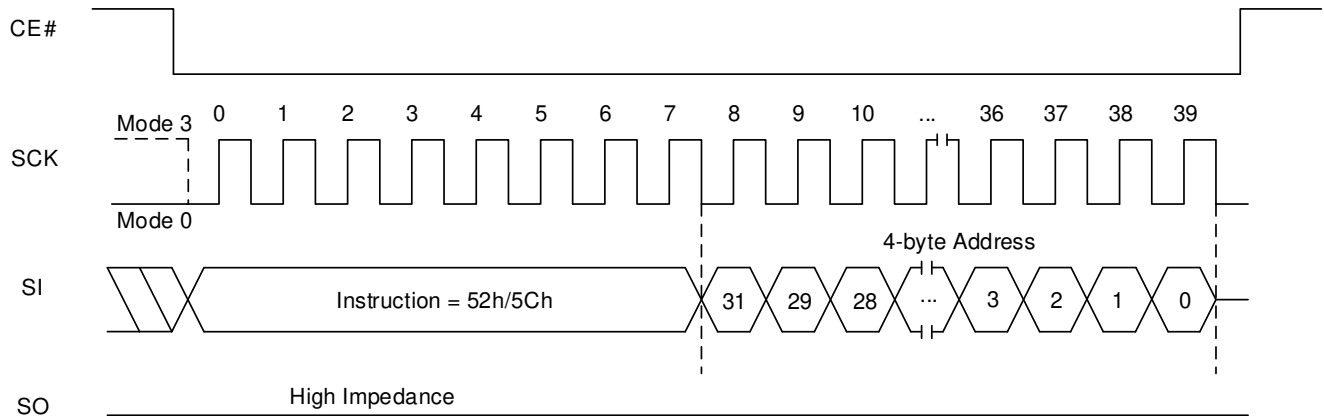 CE#
0 1 2 3 4 5 6 7 8 9 10 ... 36 37 38 39
Mode 3
SCK
Mode 0
4-byte Address
SI
Instruction = 52h/5Ch 31 29 28 ... 3 2 1 0
High Impedance
SO